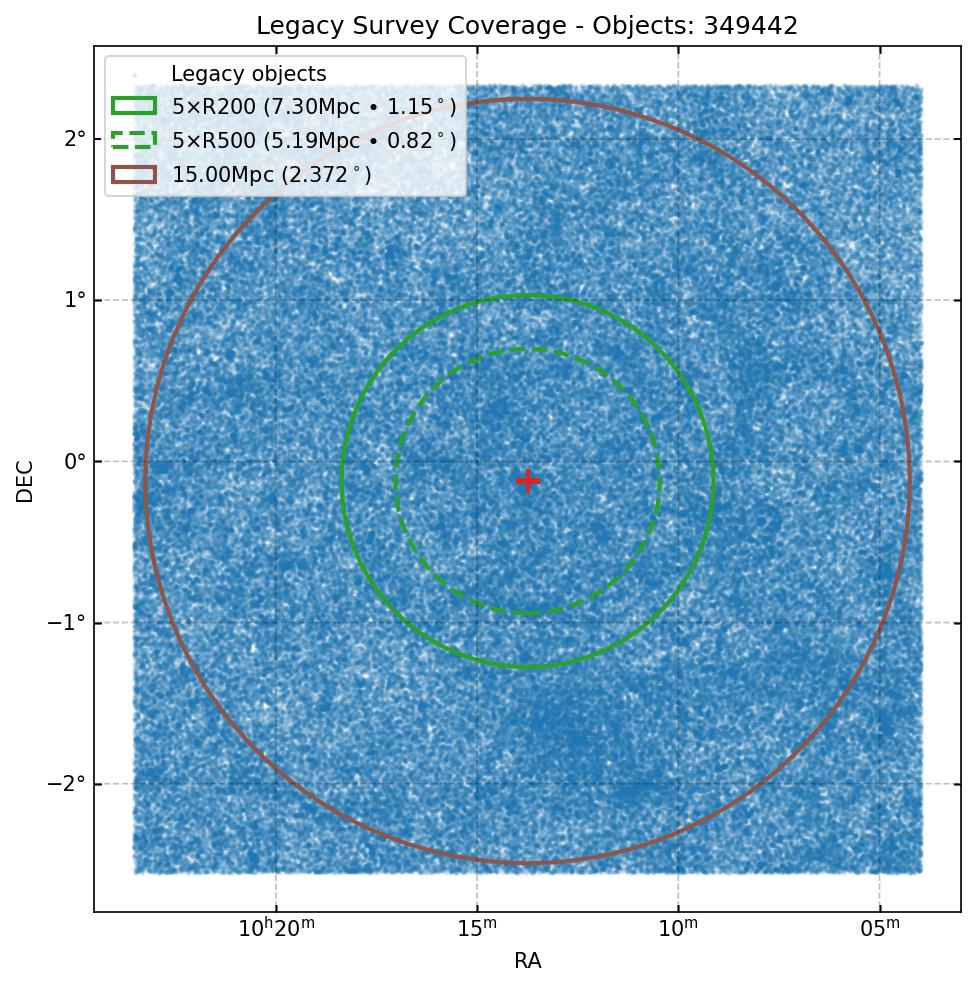 Legacy Survey Coverage - Objects: 349442
Legacy objects
5×R200 (7.30Mpc • 1.15°)
5×R500 (5.19Mpc • 0.82°)
15.00Mpc (2.372°)
2°
1°
0°
−1°
−2°
DEC
10ʰ20ᵐ 15ᵐ 10ᵐ 05ᵐ
RA